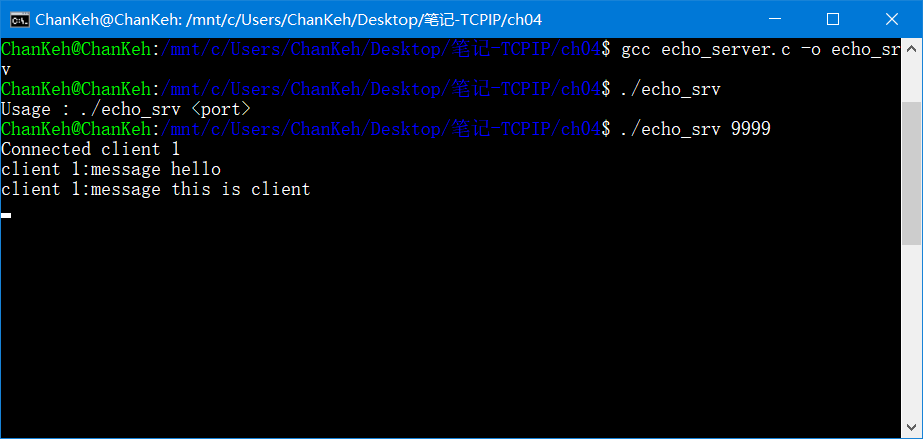 ChanKeh@ChanKeh: /mnt/c/Users/ChanKeh/Desktop/笔记-TCPIP/ch04
ChanKeh@ChanKeh:/mnt/c/Users/ChanKeh/Desktop/笔记-TCPIP/ch04$ gcc echo_server.c -o echo_sr
v
ChanKeh@ChanKeh:/mnt/c/Users/ChanKeh/Desktop/笔记-TCPIP/ch04$ ./echo_srv
Usage : ./echo_srv <port>
ChanKeh@ChanKeh:/mnt/c/Users/ChanKeh/Desktop/笔记-TCPIP/ch04$ ./echo_srv 9999
Connected client 1
client 1:message hello
client 1:message this is client